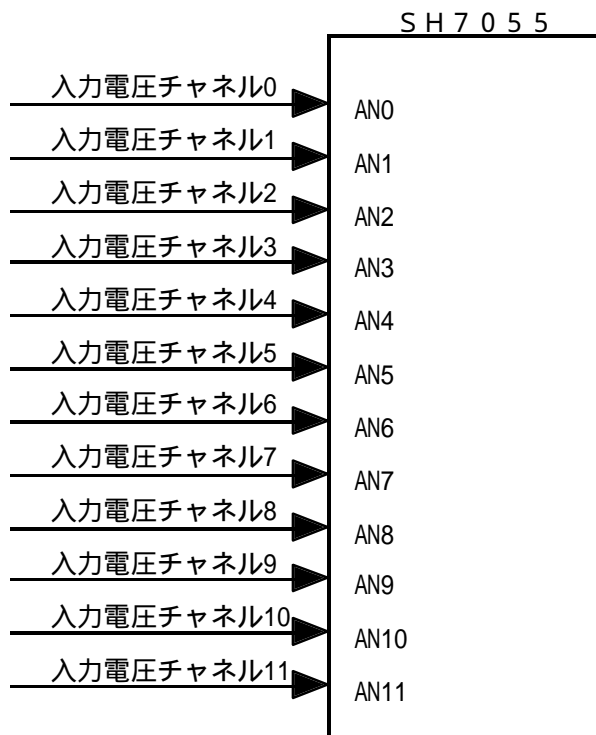 SH7055
入力電圧チャネル0
AN0
入力電圧チャネル1
AN1
入力電圧チャネル2
AN2
入力電圧チャネル3
AN3
入力電圧チャネル4
AN4
入力電圧チャネル5
AN5
入力電圧チャネル6
AN6
入力電圧チャネル7
AN7
入力電圧チャネル8
AN8
入力電圧チャネル9
AN9
入力電圧チャネル10
AN10
入力電圧チャネル11
AN11